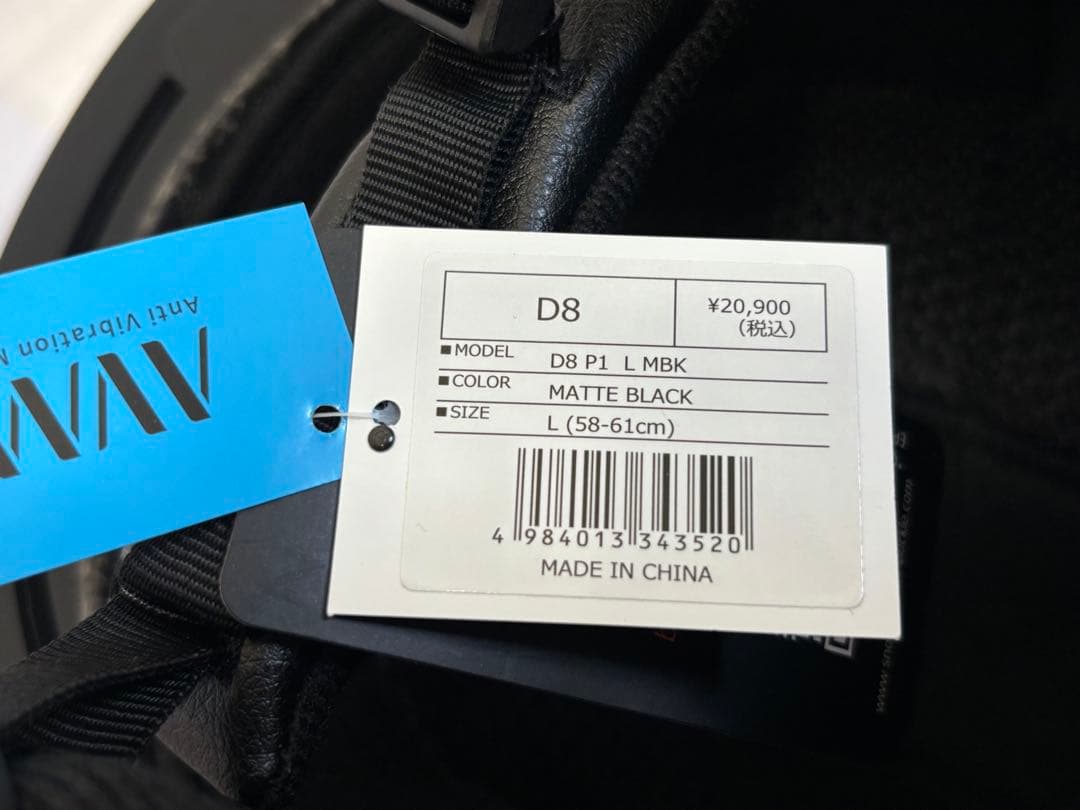 D8
¥20,900
(税込)
■MODEL D8 P1 L MBK
■COLOR MATTE BLACK
■SIZE L (58-61cm)
4 984013 343520
MADE IN CHINA
Anti Vibration